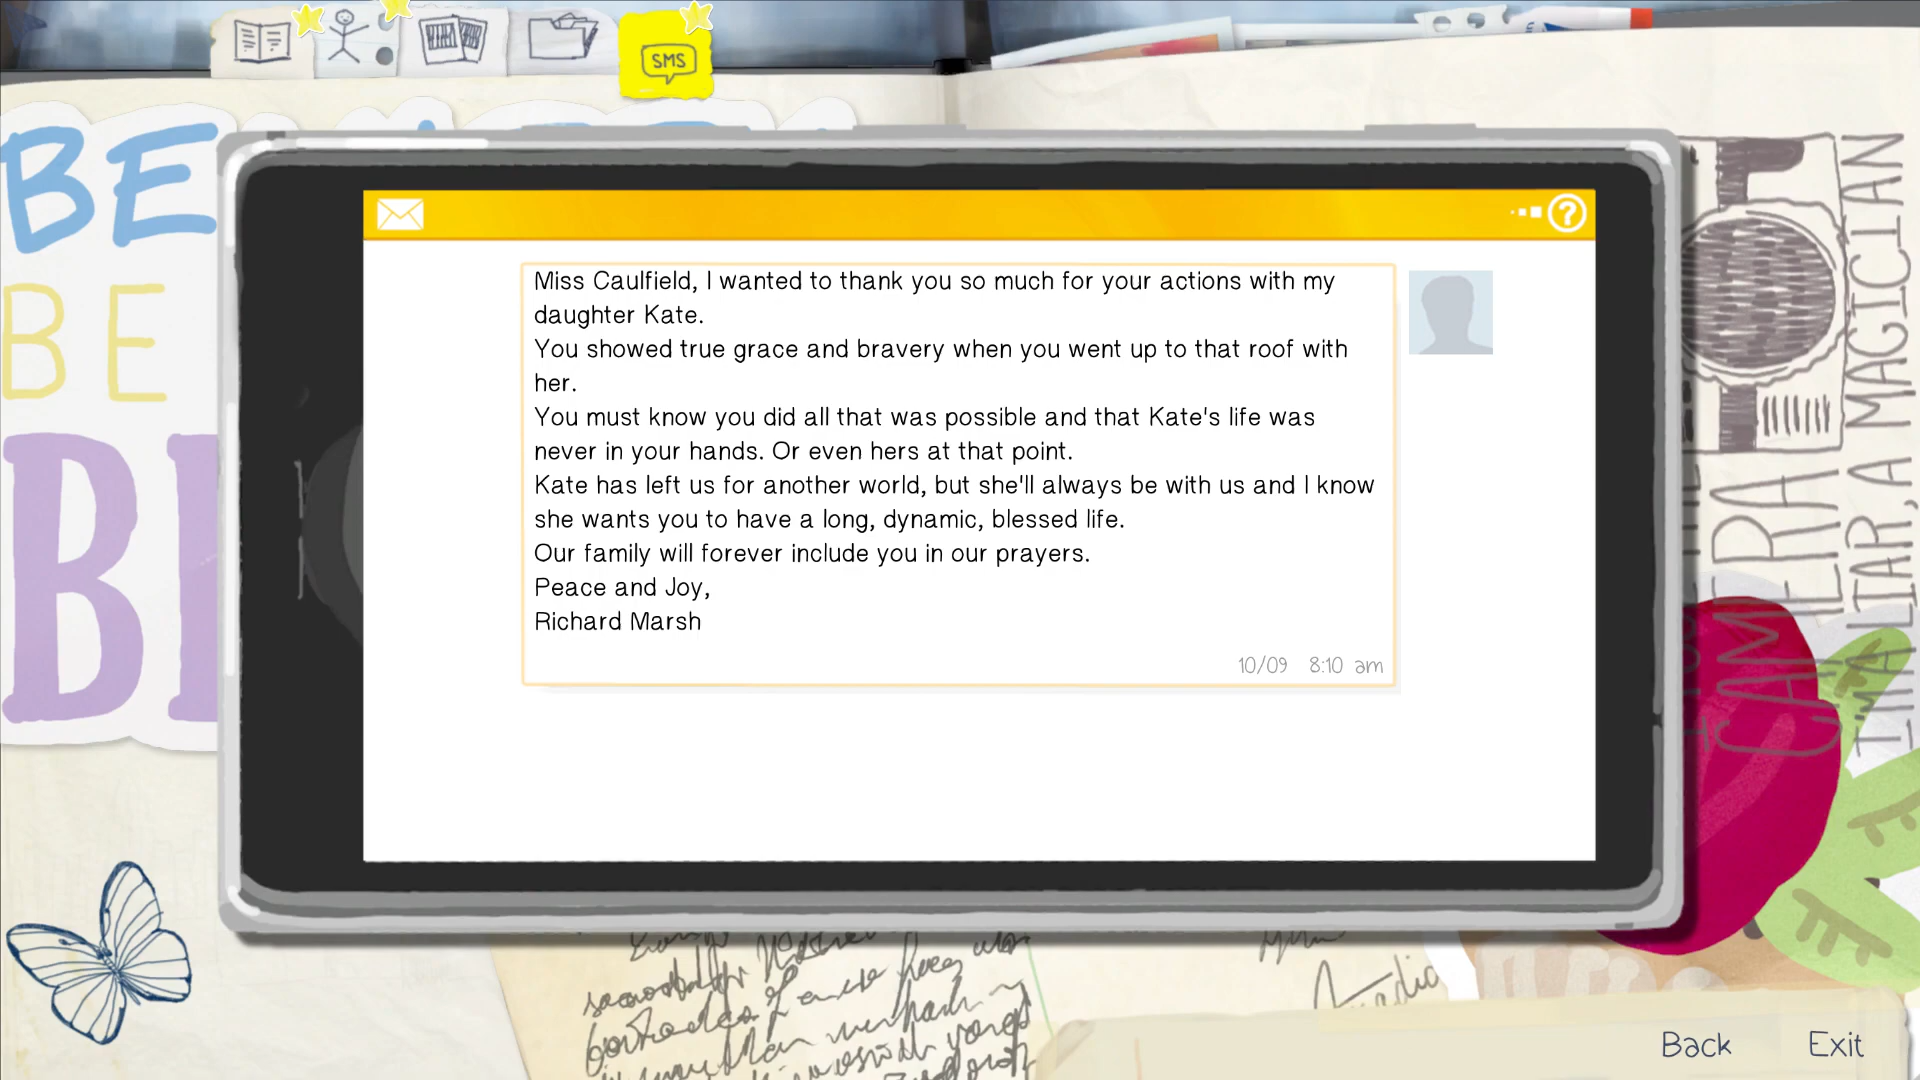 SMS
BE
BE
?
Miss Caulfield, I wanted to thank you so much for your actions with my
daughter Kate.
You showed true grace and bravery when you went up to that roof with
her.
You must know you did all that was possible and that Kate's life was
never in your hands. Or even hers at that point.
Kate has left us for another world, but she'll always be with us and I know
she wants you to have a long, dynamic, blessed life.
Our family will forever include you in our prayers.
Peace and Joy,
Richard Marsh
10/09 8:10 am
CAMERA
LIAR, A MAGICIAN
Back
Exit